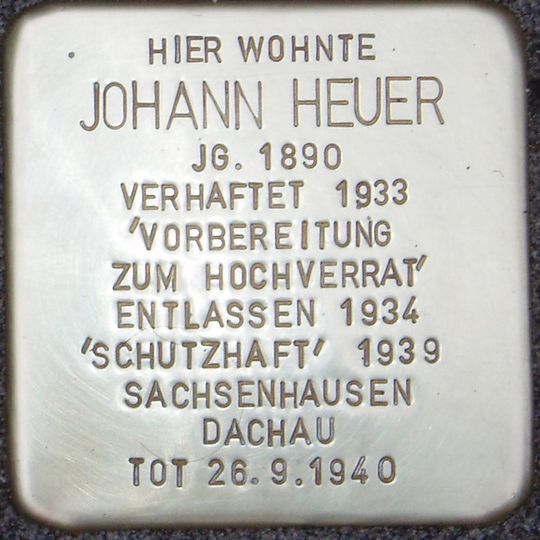 HIER WOHNTE
JOHANN HEUER
JG. 1890
VERHAFTET 1933
'VORBEREITUNG
ZUM HOCHVERRAT'
ENTLASSEN 1934
'SCHUTZHAFT' 1939
SACHSENHAUSEN
DACHAU
TOT 26.9.1940